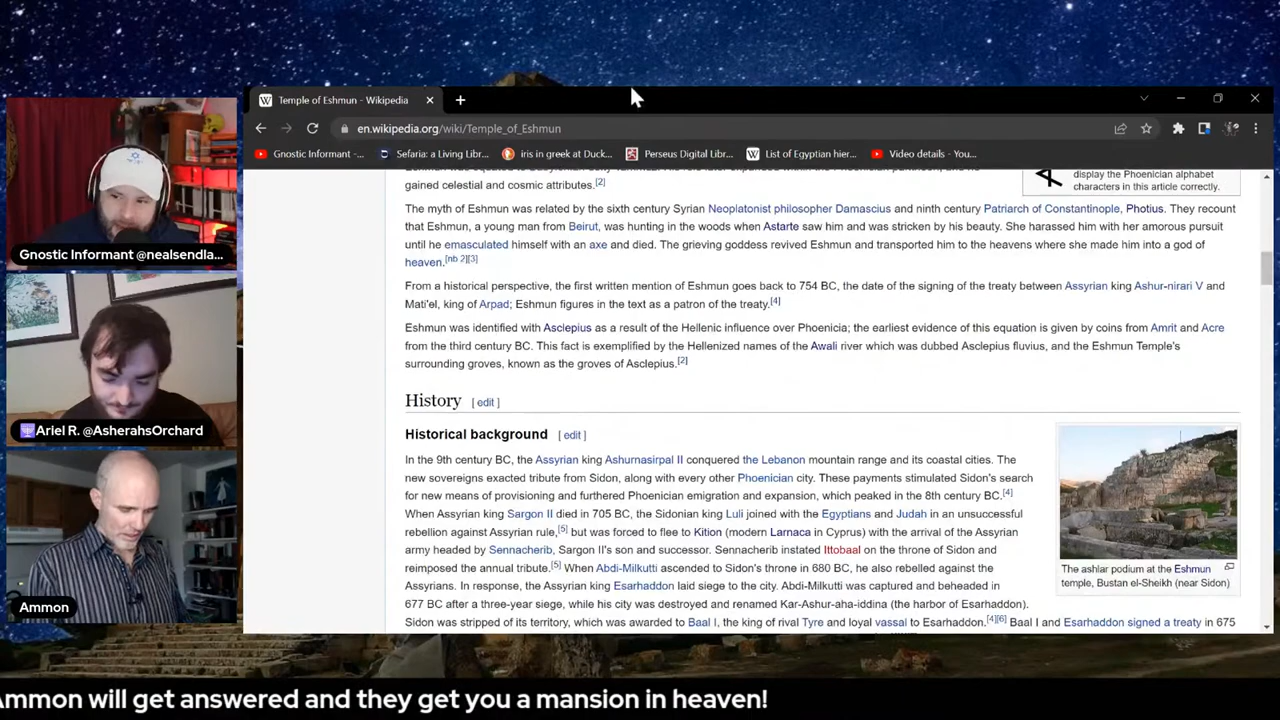 Temple of Eshmun - Wikipedia
en.wikipedia.org/wiki/Temple_of_Eshmun
Gnostic Informant -...
Sefaria: a Living Libr...
iris in greek at Duck...
Perseus Digital Libr...
List of Egyptian hier...
Video details - You...
gained celestial and cosmic attributes.[2]
display the Phoenician alphabet
characters in this article correctly.
The myth of Eshmun was related by the sixth century Syrian Neoplatonist philosopher Damascius and ninth century Patriarch of Constantinople, Photius. They recount
that Eshmun, a young man from Beirut, was hunting in the woods when Astarte saw him and was stricken by his beauty. She harassed him with her amorous pursuit
until he emasculated himself with an axe and died. The grieving goddess revived Eshmun and transported him to the heavens where she made him into a god of
heaven.[nb 2][3]
From a historical perspective, the first written mention of Eshmun goes back to 754 BC, the date of the signing of the treaty between Assyrian king Ashur-nirari V and
Mati'el, king of Arpad; Eshmun figures in the text as a patron of the treaty.[4]
Eshmun was identified with Asclepius as a result of the Hellenic influence over Phoenicia; the earliest evidence of this equation is given by coins from Amrit and Acre
from the third century BC. This fact is exemplified by the Hellenized names of the Awali river which was dubbed Asclepius fluvius, and the Eshmun Temple's
surrounding groves, known as the groves of Asclepius.[2]
History [ edit ]
Historical background [ edit ]
In the 9th century BC, the Assyrian king Ashurnasirpal II conquered the Lebanon mountain range and its coastal cities. The
new sovereigns exacted tribute from Sidon, along with every other Phoenician city. These payments stimulated Sidon's search
for new means of provisioning and furthered Phoenician emigration and expansion, which peaked in the 8th century BC.[4]
When Assyrian king Sargon II died in 705 BC, the Sidonian king Luli joined with the Egyptians and Judah in an unsuccessful
rebellion against Assyrian rule,[5] but was forced to flee to Kition (modern Larnaca in Cyprus) with the arrival of the Assyrian
army headed by Sennacherib, Sargon II's son and successor. Sennacherib instated Ittobaal on the throne of Sidon and
reimposed the annual tribute.[5] When Abdi-Milkutti ascended to Sidon's throne in 680 BC, he also rebelled against the
Assyrians. In response, the Assyrian king Esarhaddon laid siege to the city. Abdi-Milkutti was captured and beheaded in
677 BC after a three-year siege, while his city was destroyed and renamed Kar-Ashur-aha-iddina (the harbor of Esarhaddon).
Sidon was stripped of its territory, which was awarded to Baal I, the king of rival Tyre and loyal vassal to Esarhaddon.[4][6] Baal I and Esarhaddon signed a treaty in 675
The ashlar podium at the Eshmun
temple, Bustan el-Sheikh (near Sidon)
Gnostic Informant @nealsendla...
Ariel R. @AsherahsOrchard
Ammon
Ammon will get answered and they get you a mansion in heaven!